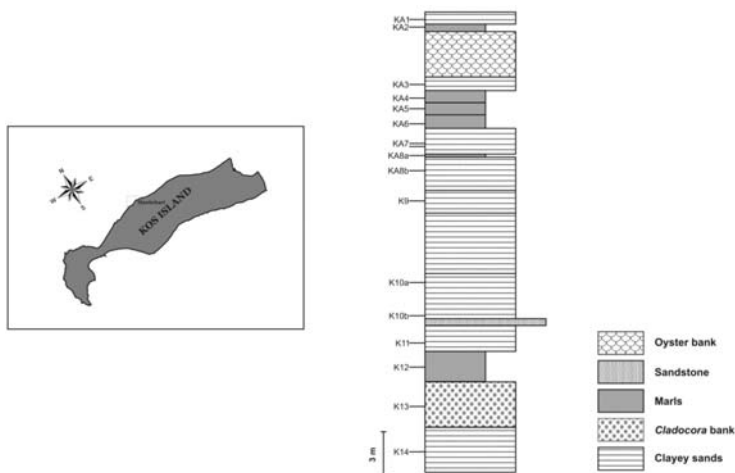 N
E
W
S
KOS ISLAND
KA1
KA2
KA3
KA4
KA5
KA6
KA7
KA8a
KA8b
K9
K10a
K10b
K11
K12
K13
K14
3 m
Oyster bank
Sandstone
Marls
Cladocora bank
Clayey sands